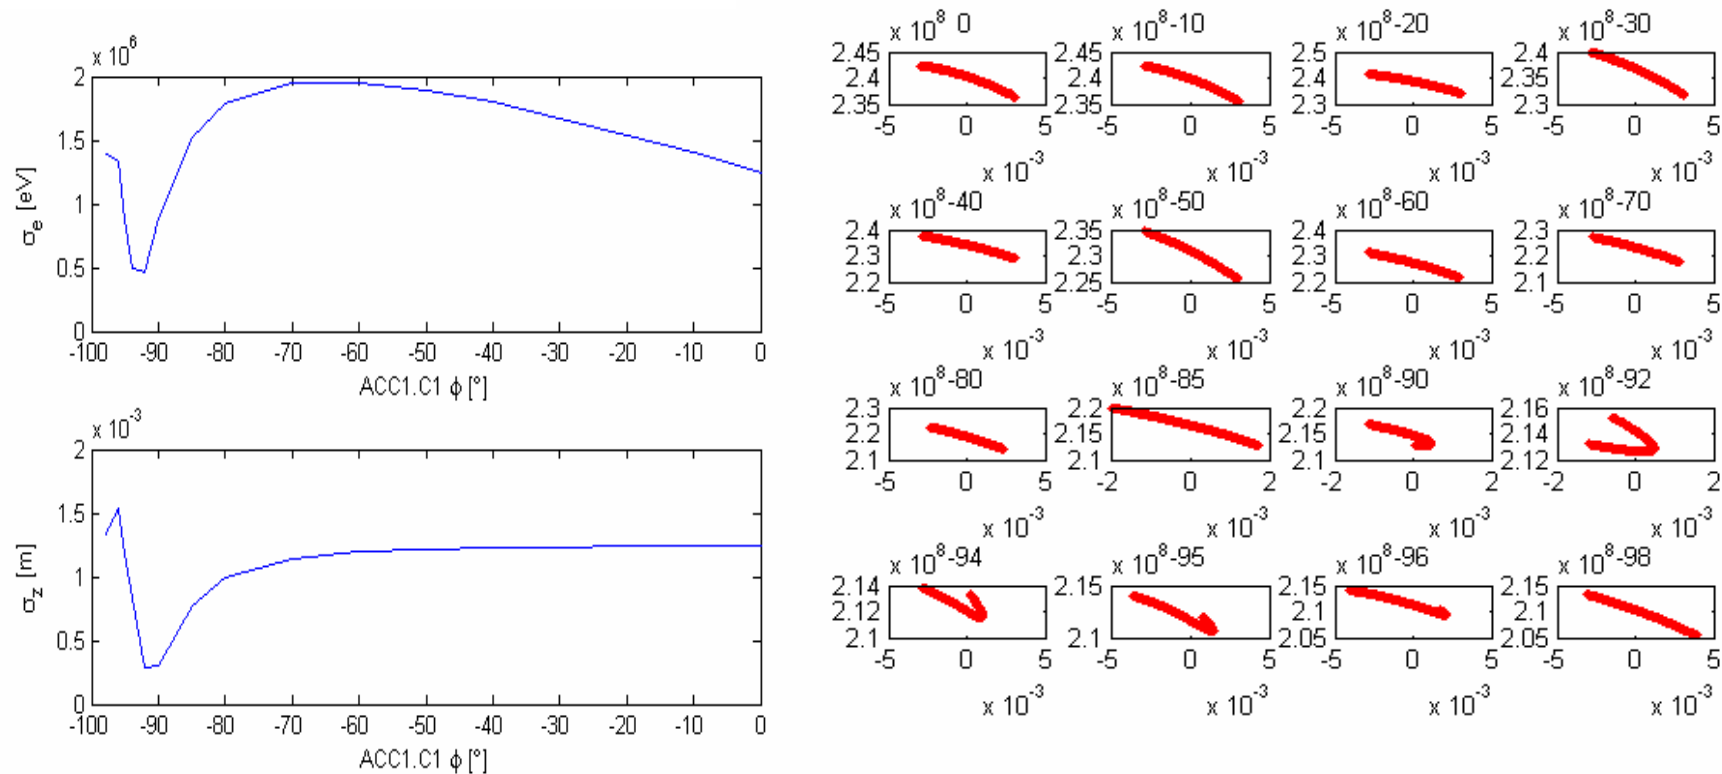 x 10^6
2
1.5
1
0.5
0
σ_e [eV]
-100 -90 -80 -70 -60 -50 -40 -30 -20 -10 0
ACC1.C1 ϕ [°]
x 10^-3
2
1.5
1
0.5
0
σ_z [m]
-100 -90 -80 -70 -60 -50 -40 -30 -20 -10 0
ACC1.C1 ϕ [°]
x 10^8 0
2.45
2.4
2.35
-5 0 5
x 10^-3
x 10^8 -10
2.45
2.4
2.35
-5 0 5
x 10^-3
x 10^8 -20
2.5
2.4
2.3
-5 0 5
x 10^-3
x 10^8 -30
2.4
2.35
2.3
-5 0 5
x 10^-3
x 10^8 -40
2.4
2.3
2.2
-5 0 5
x 10^-3
x 10^8 -50
2.35
2.3
2.25
-5 0 5
x 10^-3
x 10^8 -60
2.4
2.3
2.2
-5 0 5
x 10^-3
x 10^8 -70
2.3
2.2
2.1
-5 0 5
x 10^-3
x 10^8 -80
2.3
2.2
2.1
-5 0 5
x 10^-3
x 10^8 -85
2.2
2.15
2.1
-2 0 2
x 10^-3
x 10^8 -90
2.2
2.15
2.1
-2 0 2
x 10^-3
x 10^8 -92
2.16
2.14
2.12
-2 0 2
x 10^-3
x 10^8 -94
2.14
2.12
2.1
-5 0 5
x 10^-3
x 10^8 -95
2.15
2.1
-5 0 5
x 10^-3
x 10^8 -96
2.15
2.1
2.05
-5 0 5
x 10^-3
x 10^8 -98
2.15
2.1
2.05
-5 0 5
x 10^-3